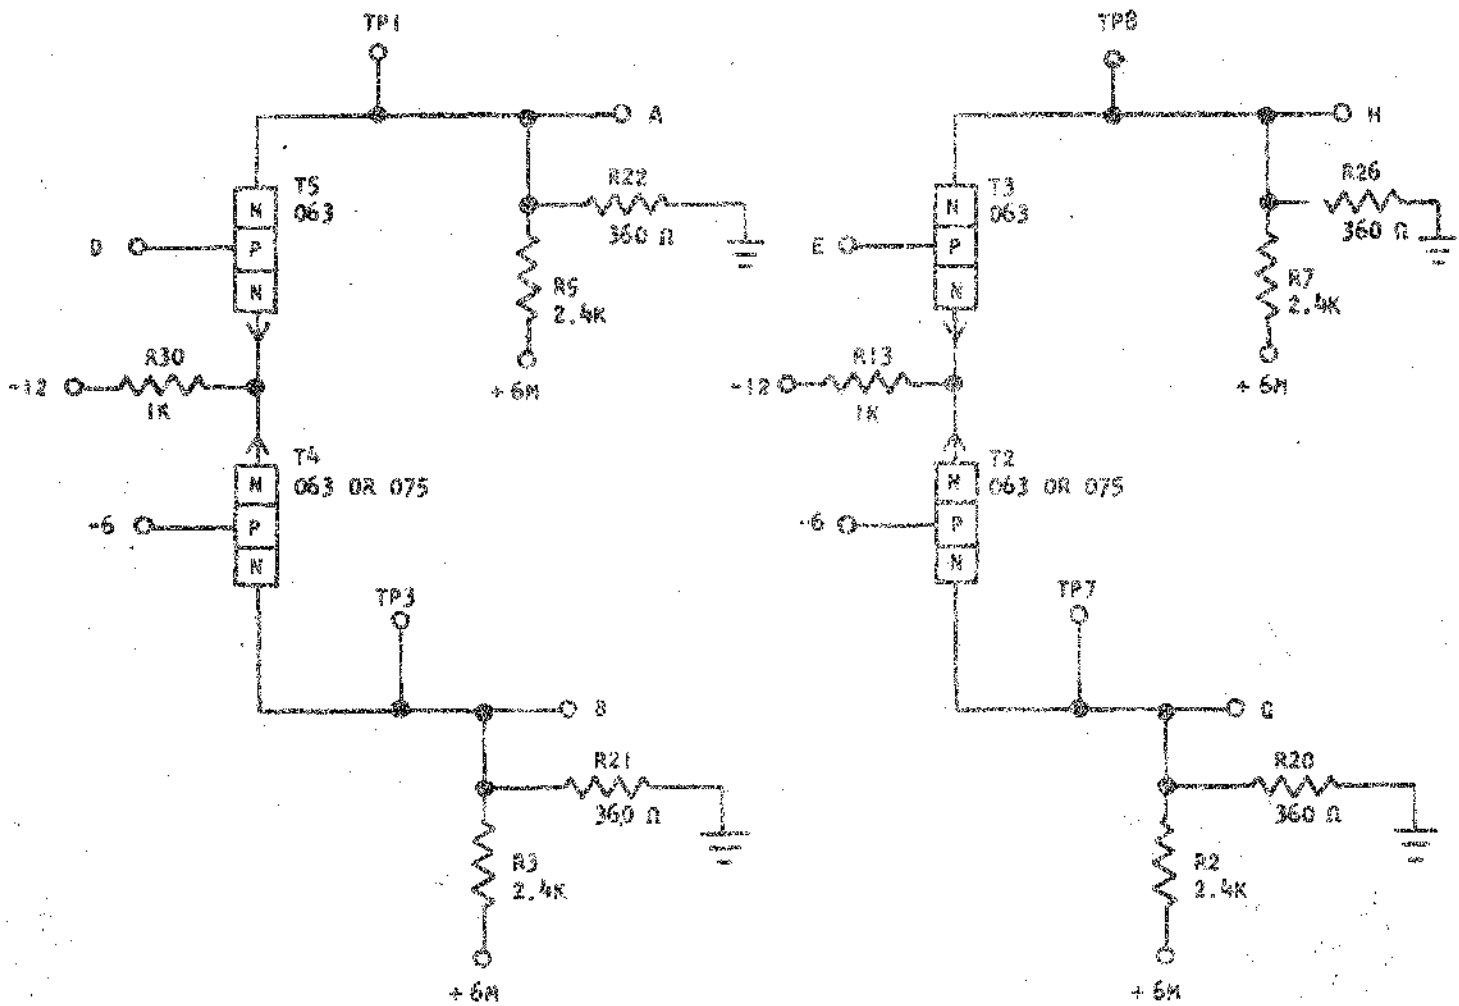 TP1
TP8
A
H
T5
063
N
P
N
D
R22
360 Ω
R5
2.4K
+6M
T3
063
N
P
N
E
R26
360 Ω
R7
2.4K
+6M
-12
R30
1K
-12
R13
1K
T4
063 OR 075
N
P
N
-6
T2
063 OR 075
N
P
N
-6
TP3
TP7
B
G
R21
360 Ω
R3
2.4K
+6M
R20
360 Ω
R2
2.4K
+6M